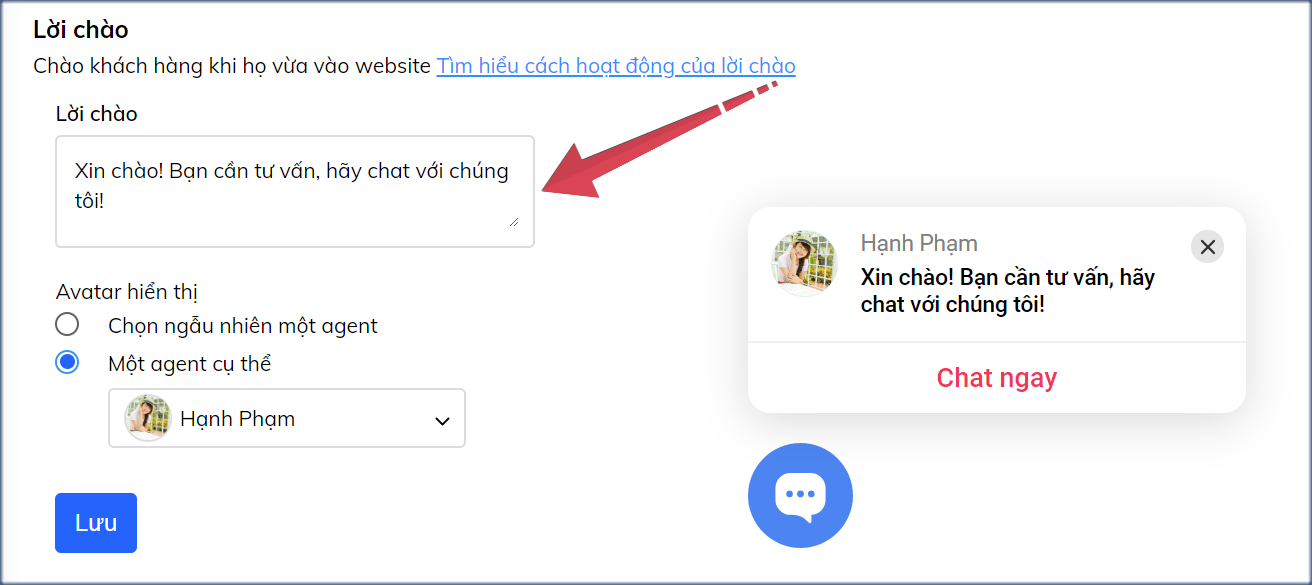 Lời chào
Chào khách hàng khi họ vừa vào website Tìm hiểu cách hoạt động của lời chào
Lời chào
Xin chào! Bạn cần tư vấn, hãy chat với chúng
tôi!
Avatar hiển thị
Chọn ngẫu nhiên một agent
Một agent cụ thể
Hạnh Phạm
Lưu
Hạnh Phạm
Xin chào! Bạn cần tư vấn, hãy
chat với chúng tôi!
Chat ngay